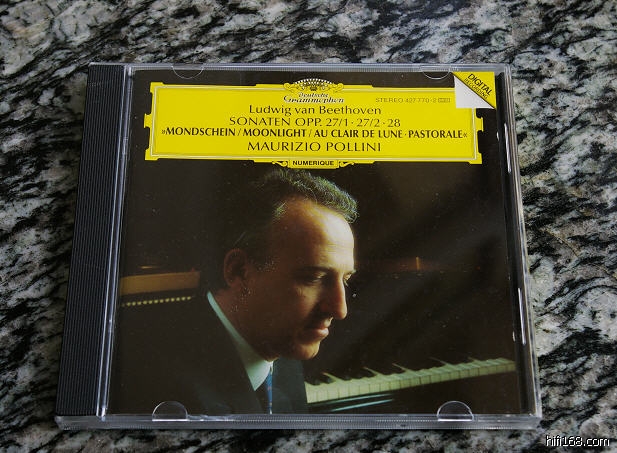 Deutsche
Grammophon
STEREO 427 770-2
DIGITAL
RECORDING
Ludwig van Beethoven
SONATEN OPP. 27/1 · 27/2 · 28
»MONDSCHEIN / MOONLIGHT / AU CLAIR DE LUNE · PASTORALE«
MAURIZIO POLLINI
NUMERIQUE
hifi168.com